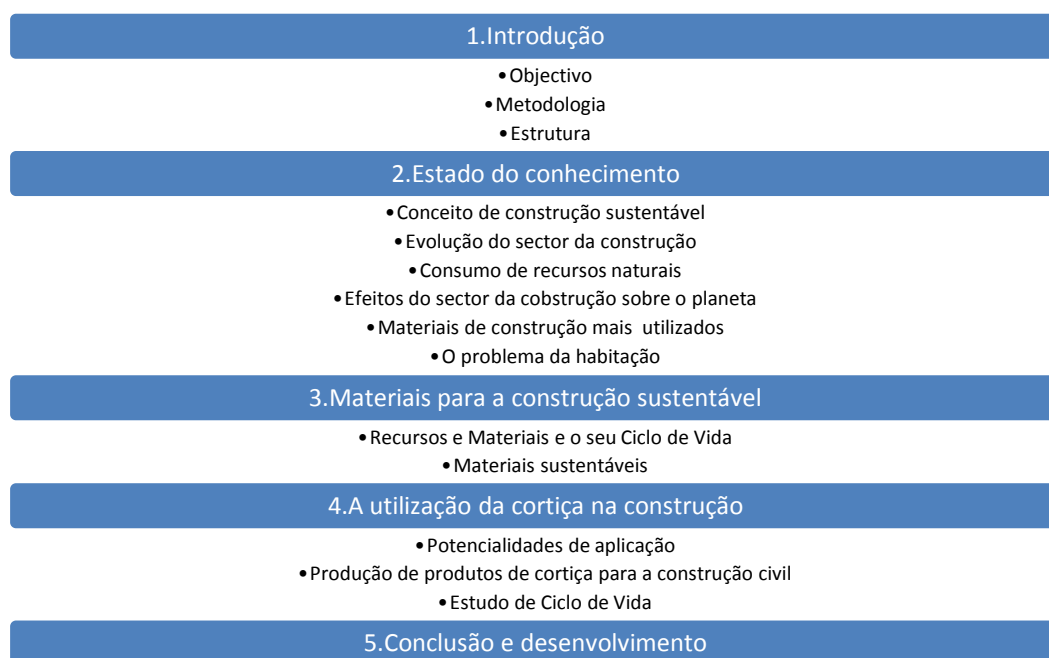 1.Introdução
•Objectivo
•Metodologia
•Estrutura
2.Estado do conhecimento
•Conceito de construção sustentável
•Evolução do sector da construção
•Consumo de recursos naturais
•Efeitos do sector da cobstrução sobre o planeta
•Materiais de construção mais utilizados
•O problema da habitação
3.Materiais para a construção sustentável
•Recursos e Materiais e o seu Ciclo de Vida
•Materiais sustentáveis
4.A utilização da cortiça na construção
•Potencialidades de aplicação
•Produção de produtos de cortiça para a construção civil
•Estudo de Ciclo de Vida
5.Conclusão e desenvolvimento